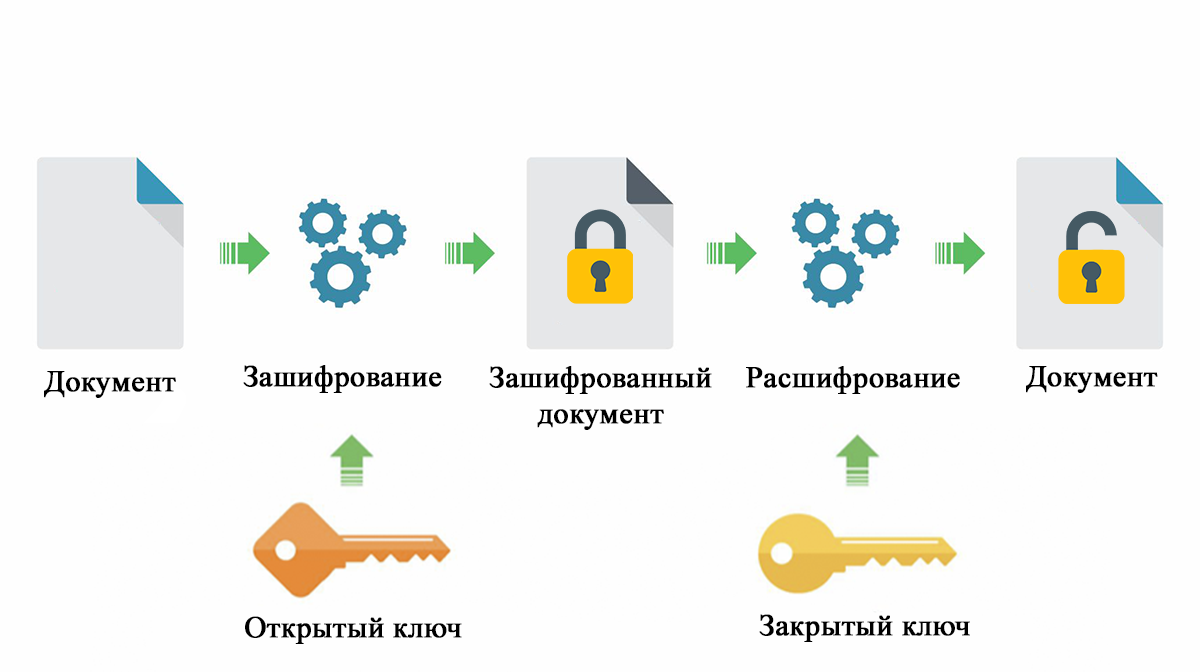 Документ
Зашифрование
Зашифрованный
документ
Расшифрование
Документ
Открытый ключ
Закрытый ключ